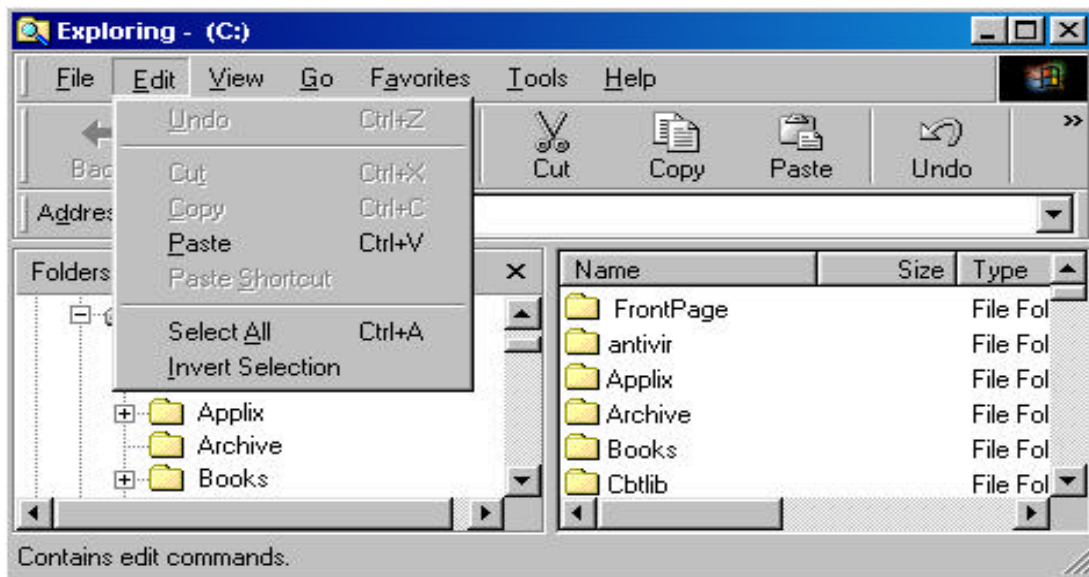 Exploring - (C:)
File Edit View Go Favorites Tools Help
Undo Ctrl+Z
Bac Cut Copy Paste Undo »
Cut Ctrl+X
Copy Ctrl+C
Addres
Paste Ctrl+V
Paste Shortcut
Folders Name Size Type
Select All Ctrl+A
Invert Selection
FrontPage File Fol
antivir File Fol
Applix Applix File Fol
Archive Archive File Fol
Books Books File Fol
Cbtlib File Fol
Contains edit commands.